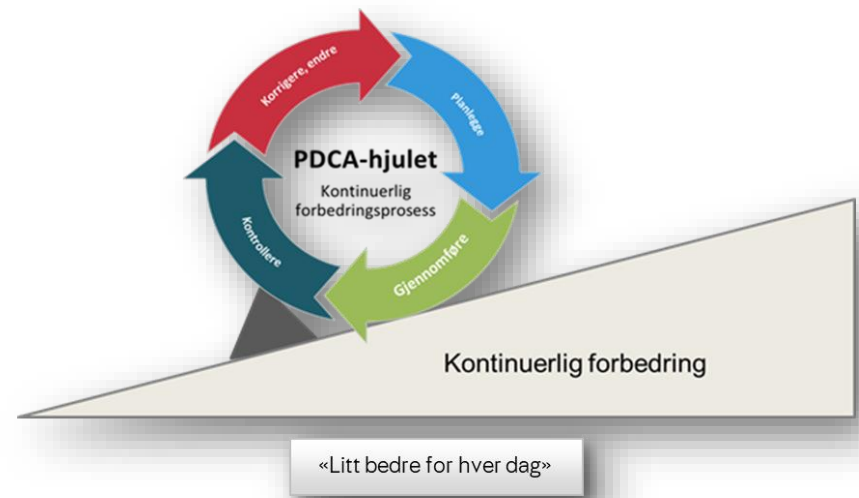 Korrigere, endre
Planlegge
PDCA-hjulet
Kontinuerlig
forbedringsprosess
Kontrollere
Gjennomføre
Kontinuerlig forbedring
«Litt bedre for hver dag»